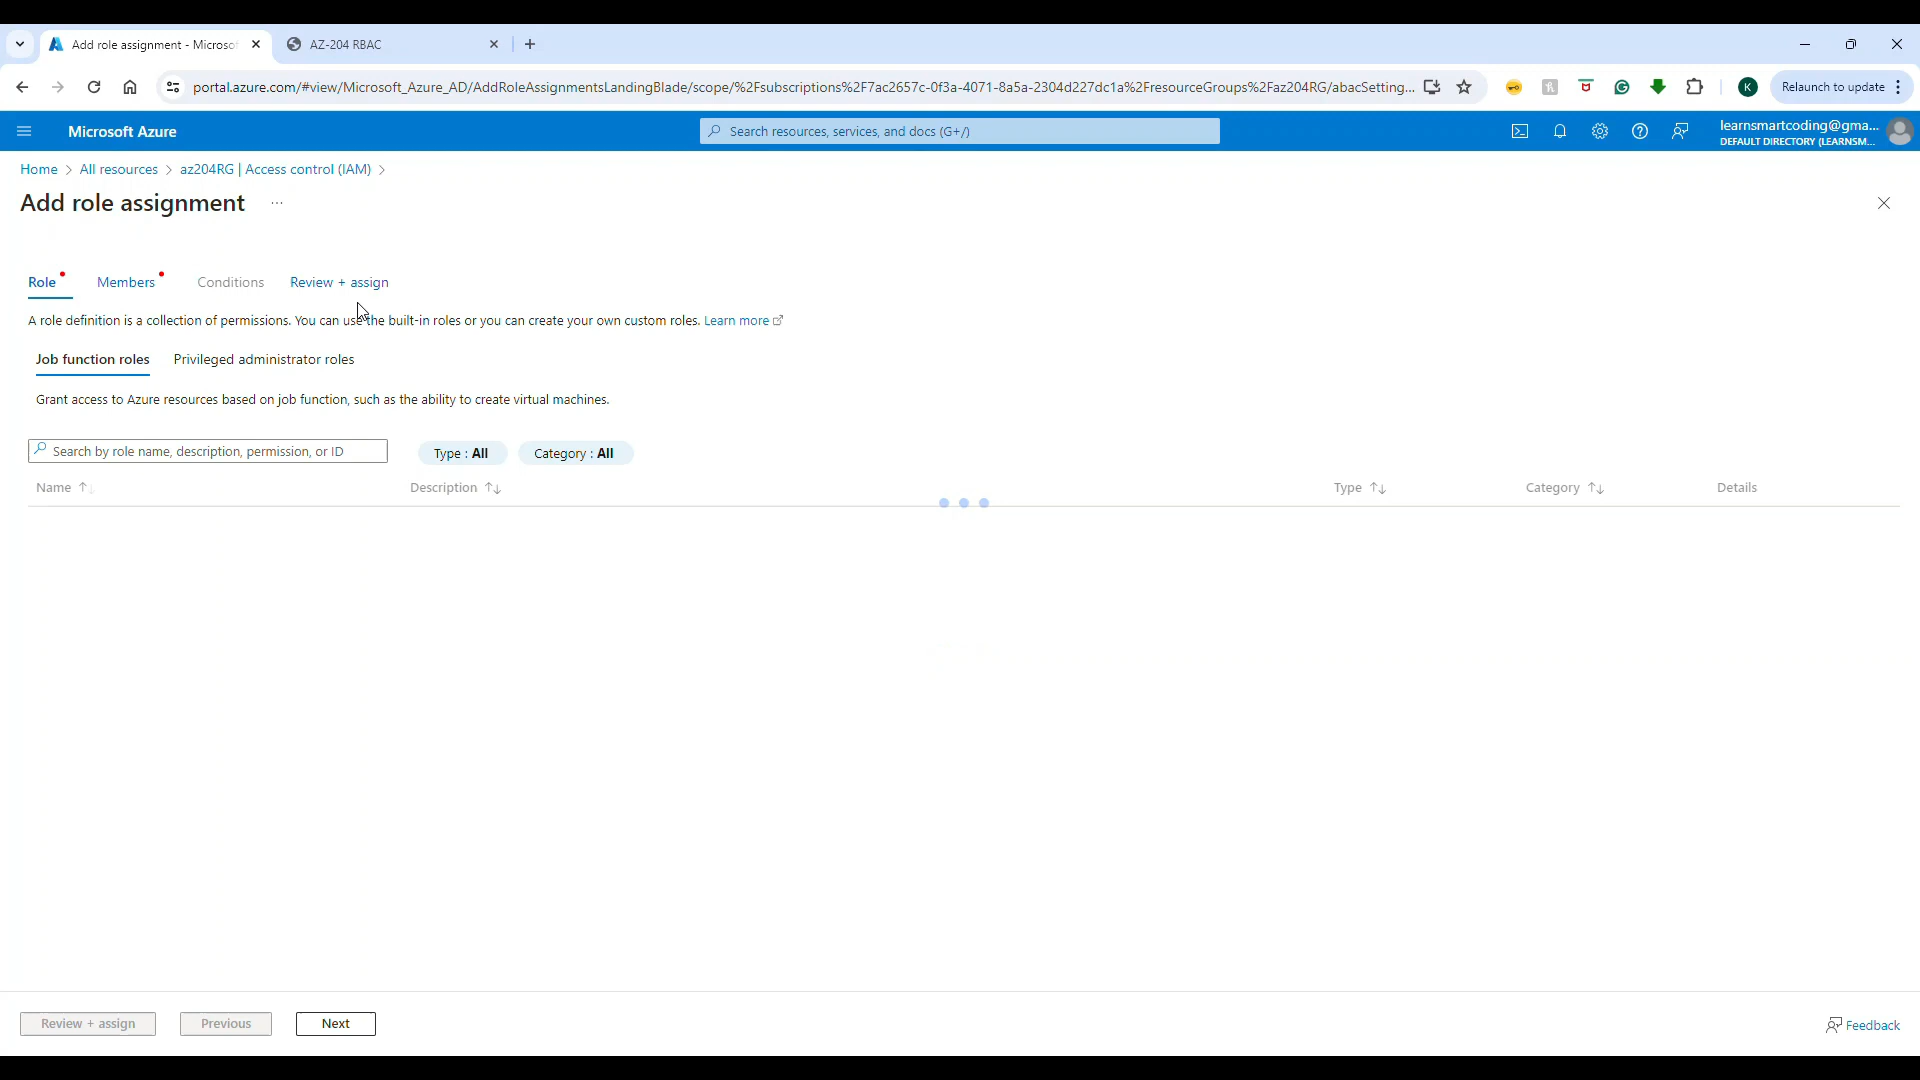 Add role assignment - Microsof
AZ-204 RBAC
portal.azure.com/#view/Microsoft_Azure_AD/AddRoleAssignmentsLandingBlade/scope/%2Fsubscriptions%2F7ac2657c-0f3a-4071-8a5a-2304d227dc1a%2FresourceGroups%2Faz204RG/abacSetting...
K
Relaunch to update
Microsoft Azure
Search resources, services, and docs (G+/)
learnsmartcoding@gma...
DEFAULT DIRECTORY (LEARNSM...
Home > All resources > az204RG | Access control (IAM) >
Add role assignment ...
Role Members Conditions Review + assign
A role definition is a collection of permissions. You can use the built-in roles or you can create your own custom roles. Learn more
Job function roles Privileged administrator roles
Grant access to Azure resources based on job function, such as the ability to create virtual machines.
Search by role name, description, permission, or ID
Type : All
Category : All
Name ↑↓ Description ↑↓ Type ↑↓ Category ↑↓ Details
Review + assign
Previous
Next
Feedback